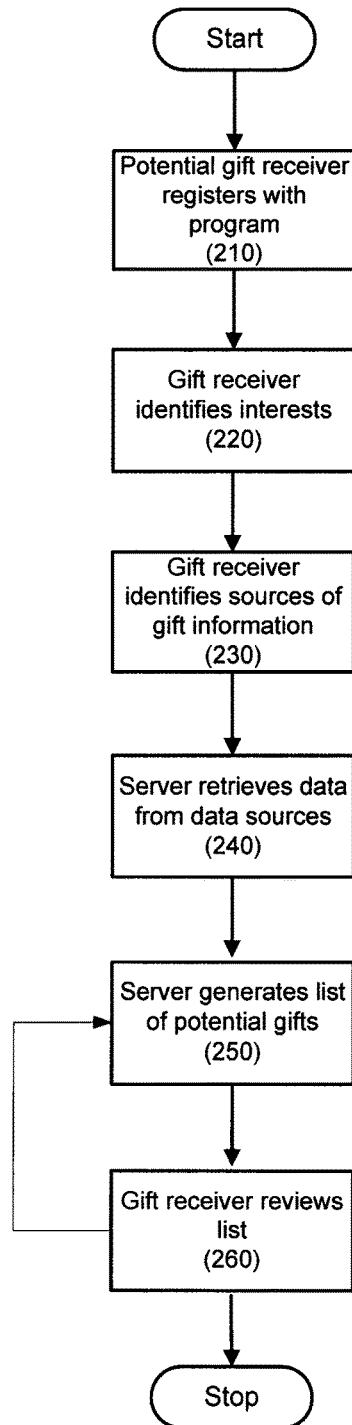 Start
Potential gift receiver
registers with
program
(210)
Gift receiver
identifies interests
(220)
Gift receiver
identifies sources of
gift information
(230)
Server retrieves data
from data sources
(240)
Server generates list
of potential gifts
(250)
Gift receiver reviews
list
(260)
Stop